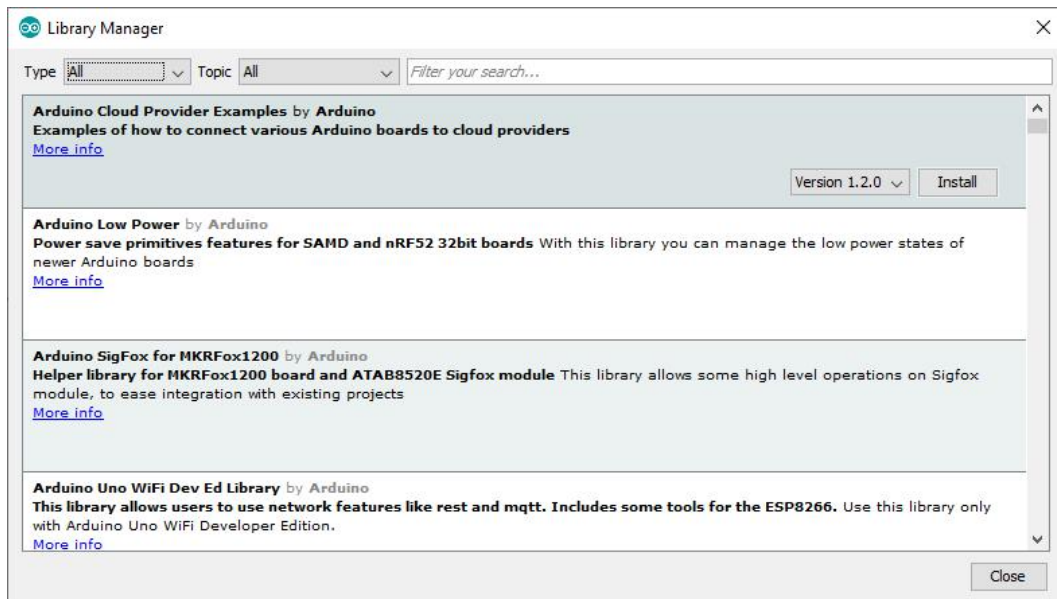 Library Manager
Type All Topic All Filter your search...
Arduino Cloud Provider Examples by Arduino
Examples of how to connect various Arduino boards to cloud providers
More info
Version 1.2.0 Install
Arduino Low Power by Arduino
Power save primitives features for SAMD and nRF52 32bit boards With this library you can manage the low power states of
newer Arduino boards
More info
Arduino SigFox for MKRFox1200 by Arduino
Helper library for MKRFox1200 board and ATAB8520E Sigfox module This library allows some high level operations on Sigfox
module, to ease integration with existing projects
More info
Arduino Uno WiFi Dev Ed Library by Arduino
This library allows users to use network features like rest and mqtt. Includes some tools for the ESP8266. Use this library only
with Arduino Uno WiFi Developer Edition.
More info
Close